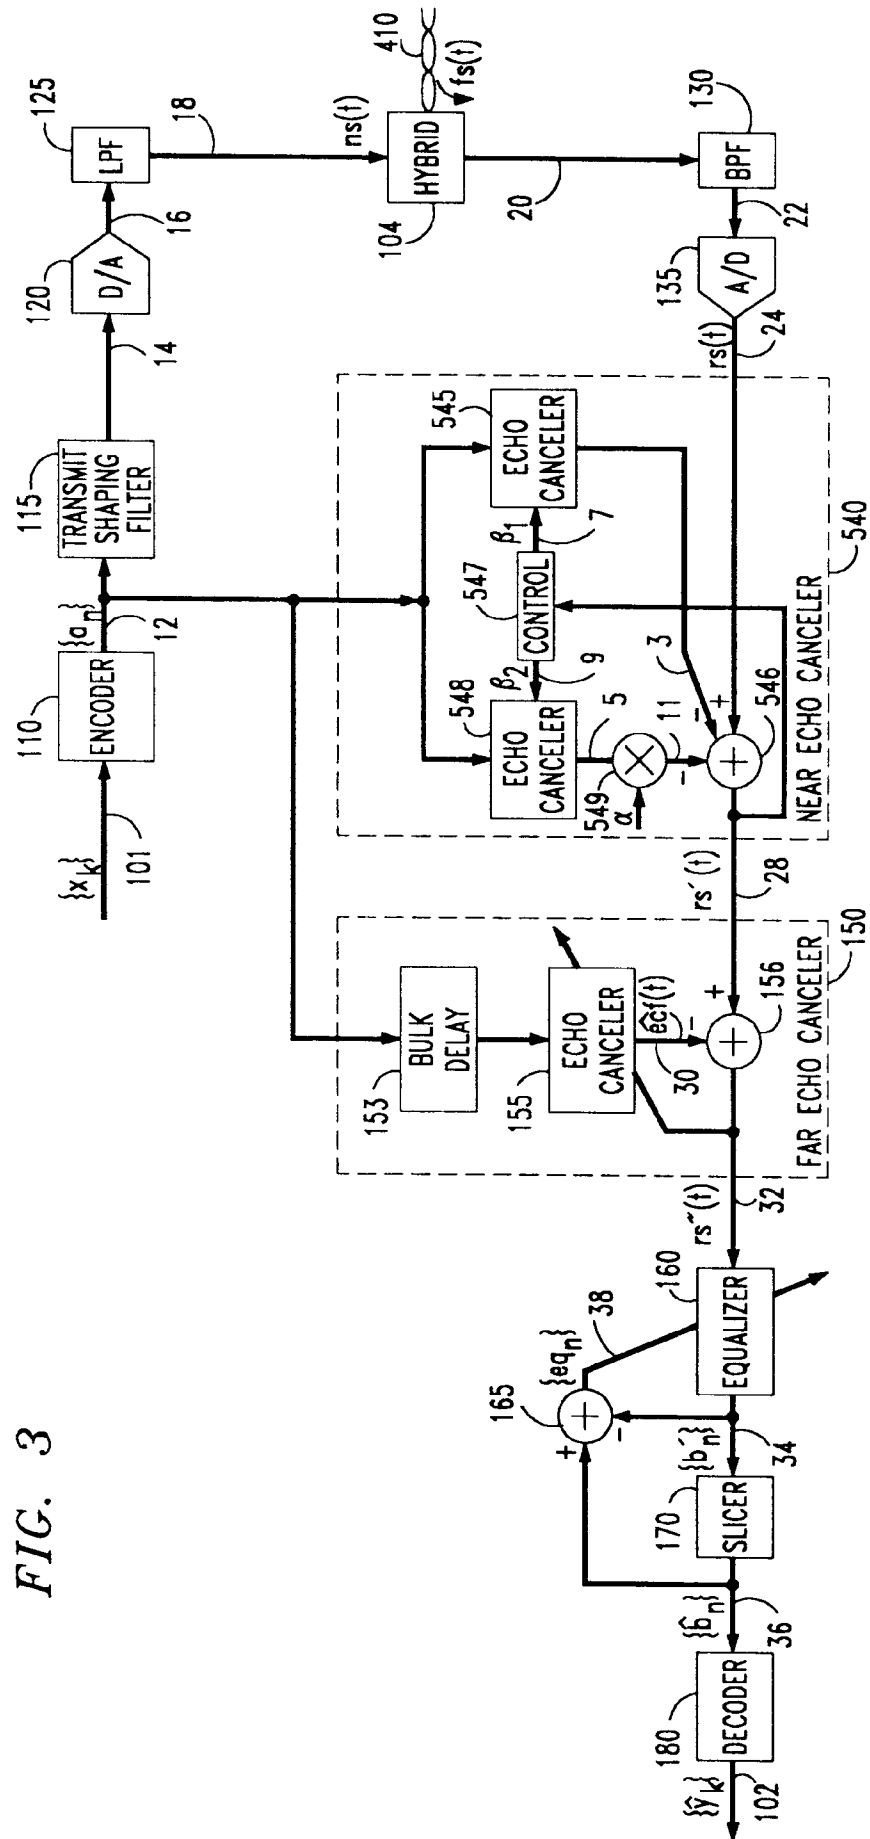 FIG. 3
{x_k}
101
110
ENCODER
{a_n}
12
115
TRANSMIT
SHAPING
FILTER
14
120
D/A
16
125
LPF
18
ns(t)
HYBRID
104
410
fs(t)
20
130
BPF
22
135
A/D
rs(t)
24
545
ECHO
CANCELER
β1
7
547
CONTROL
β2
9
548
ECHO
CANCELER
5
549
α
11
3
-
-
+
546
NEAR ECHO CANCELER
540
rs′(t)
28
153
BULK
DELAY
155
ECHO
CANCELER
êcf(t)
30
-
+
156
FAR ECHO CANCELER
150
rs″(t)
32
160
EQUALIZER
38
{eq_n}
165
+
-
{b′_n}
34
170
SLICER
{b̂_n}
36
180
DECODER
{ŷ_k}
102